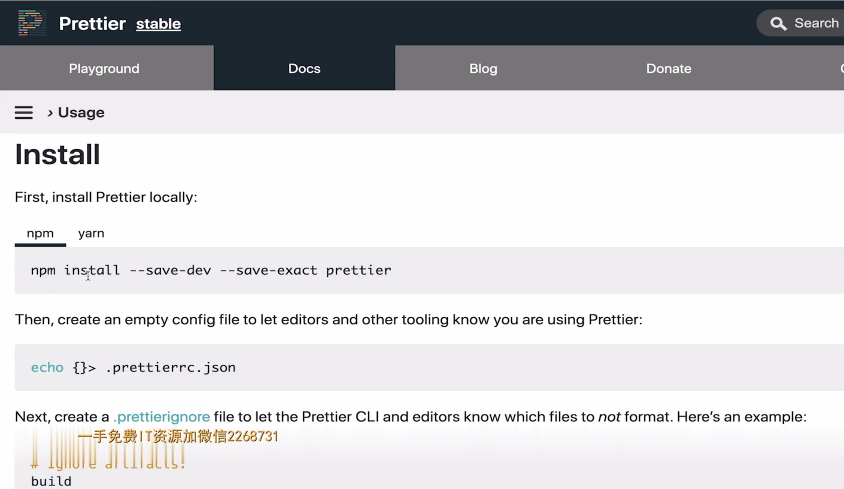 Prettier stable
Search
Playground
Docs
Blog
Donate
› Usage
Install
First, install Prettier locally:
npm
yarn
npm install --save-dev --save-exact prettier
Then, create an empty config file to let editors and other tooling know you are using Prettier:
echo {}> .prettierrc.json
Next, create a .prettierignore file to let the Prettier CLI and editors know which files to not format. Here’s an example:
一手免费IT资源加微信2268731
# Ignore artifacts:
build